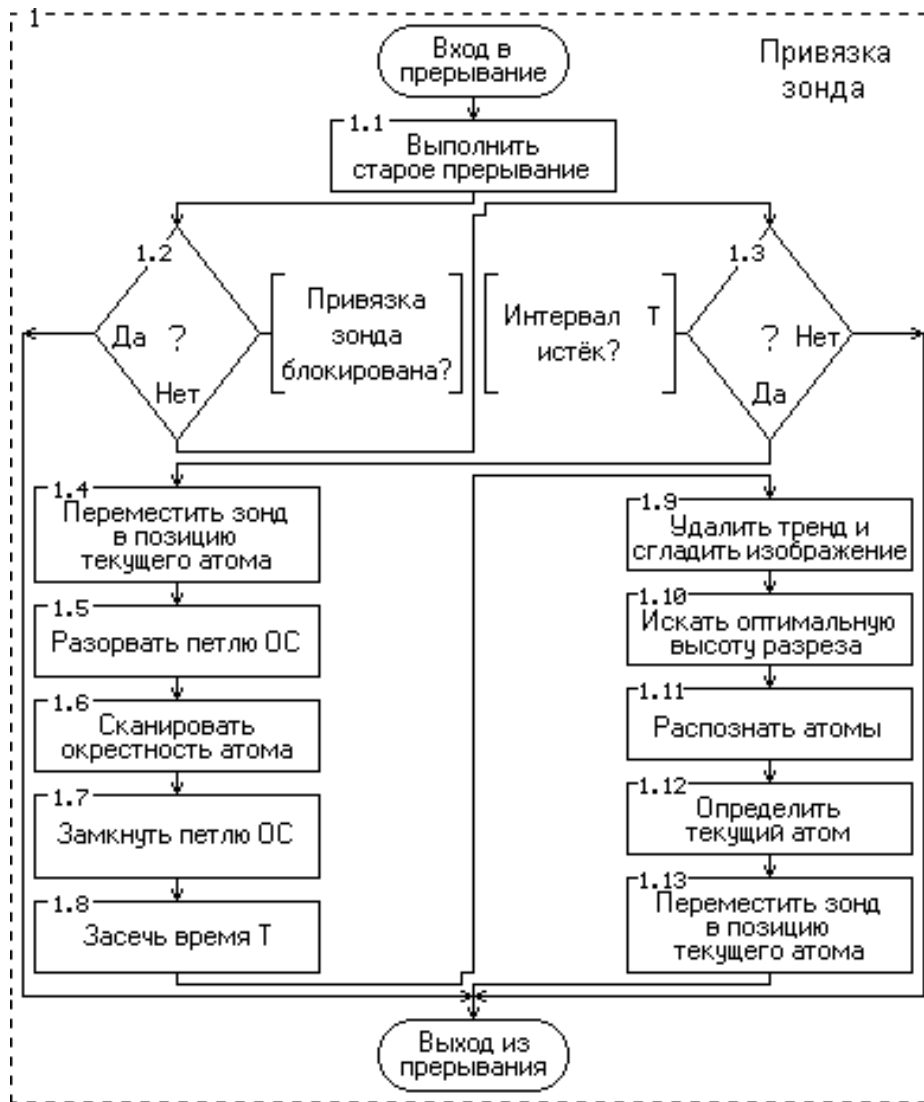 1
Вход в
прерывание
Привязка
зонда
1.1
Выполнить
старое прерывание
1.2
Да
?
Нет
Привязка
зонда
блокирована?
1.3
Интервал T
истёк?
?
Нет
Да
1.4
Переместить зонд
в позицию
текущего атома
1.5
Разорвать петлю ОС
1.6
Сканировать
окрестность атома
1.7
Замкнуть петлю ОС
1.8
Засечь время T
1.9
Удалить тренд и
сгладить изображение
1.10
Искать оптимальную
высоту разреза
1.11
Распознать атомы
1.12
Определить
текущий атом
1.13
Переместить зонд
в позицию
текущего атома
Выход из
прерывания